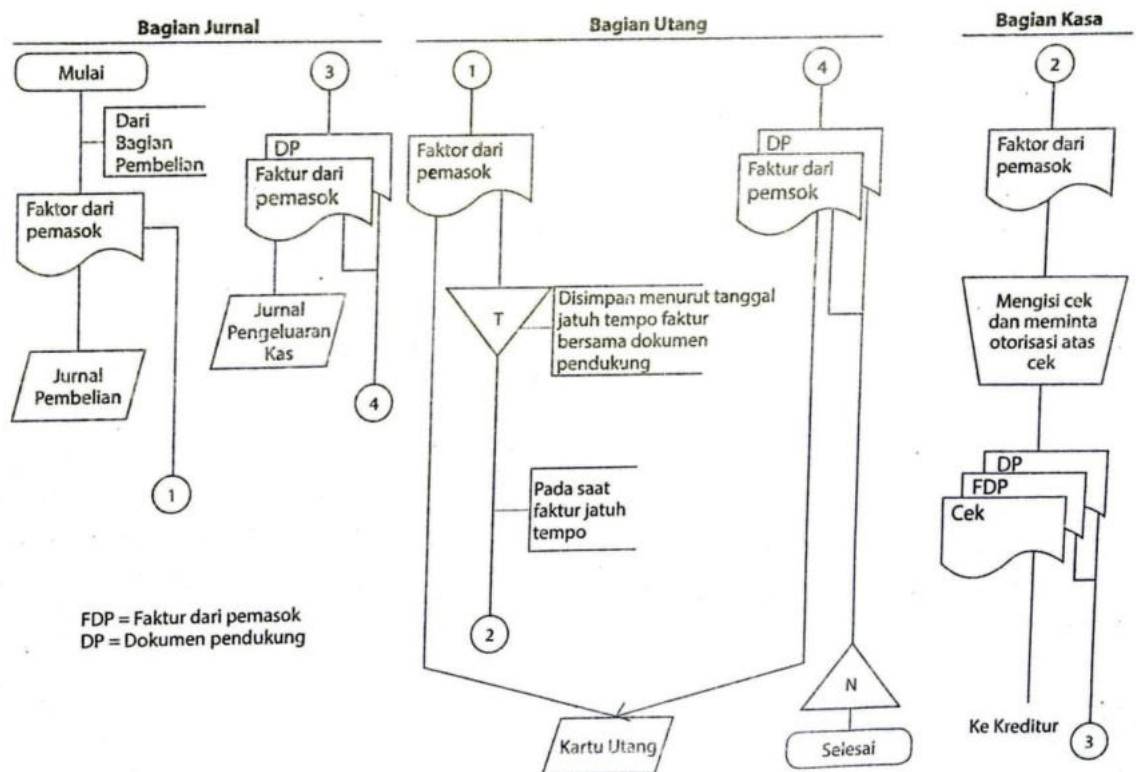 Bagian Jurnal
Mulai
Dari
Bagian
Pembelian
Faktor dari
pemasok
Jurnal
Pembelian
1
3
DP
Faktur dari
pemasok
Jurnal
Pengeluaran
Kas
4
FDP = Faktur dari pemasok
DP = Dokumen pendukung
Bagian Utang
1
Faktor dari
pemasok
T
Disimpan menurut tanggal
jatuh tempo faktur
bersama dokumen
pendukung
Pada saat
faktur jatuh
tempo
2
4
DP
Faktur dari
pemsok
Kartu Utang
N
Selesai
Bagian Kasa
2
Faktor dari
pemasok
Mengisi cek
dan meminta
otorisasi atas
cek
DP
FDP
Cek
Ke Kreditur
3